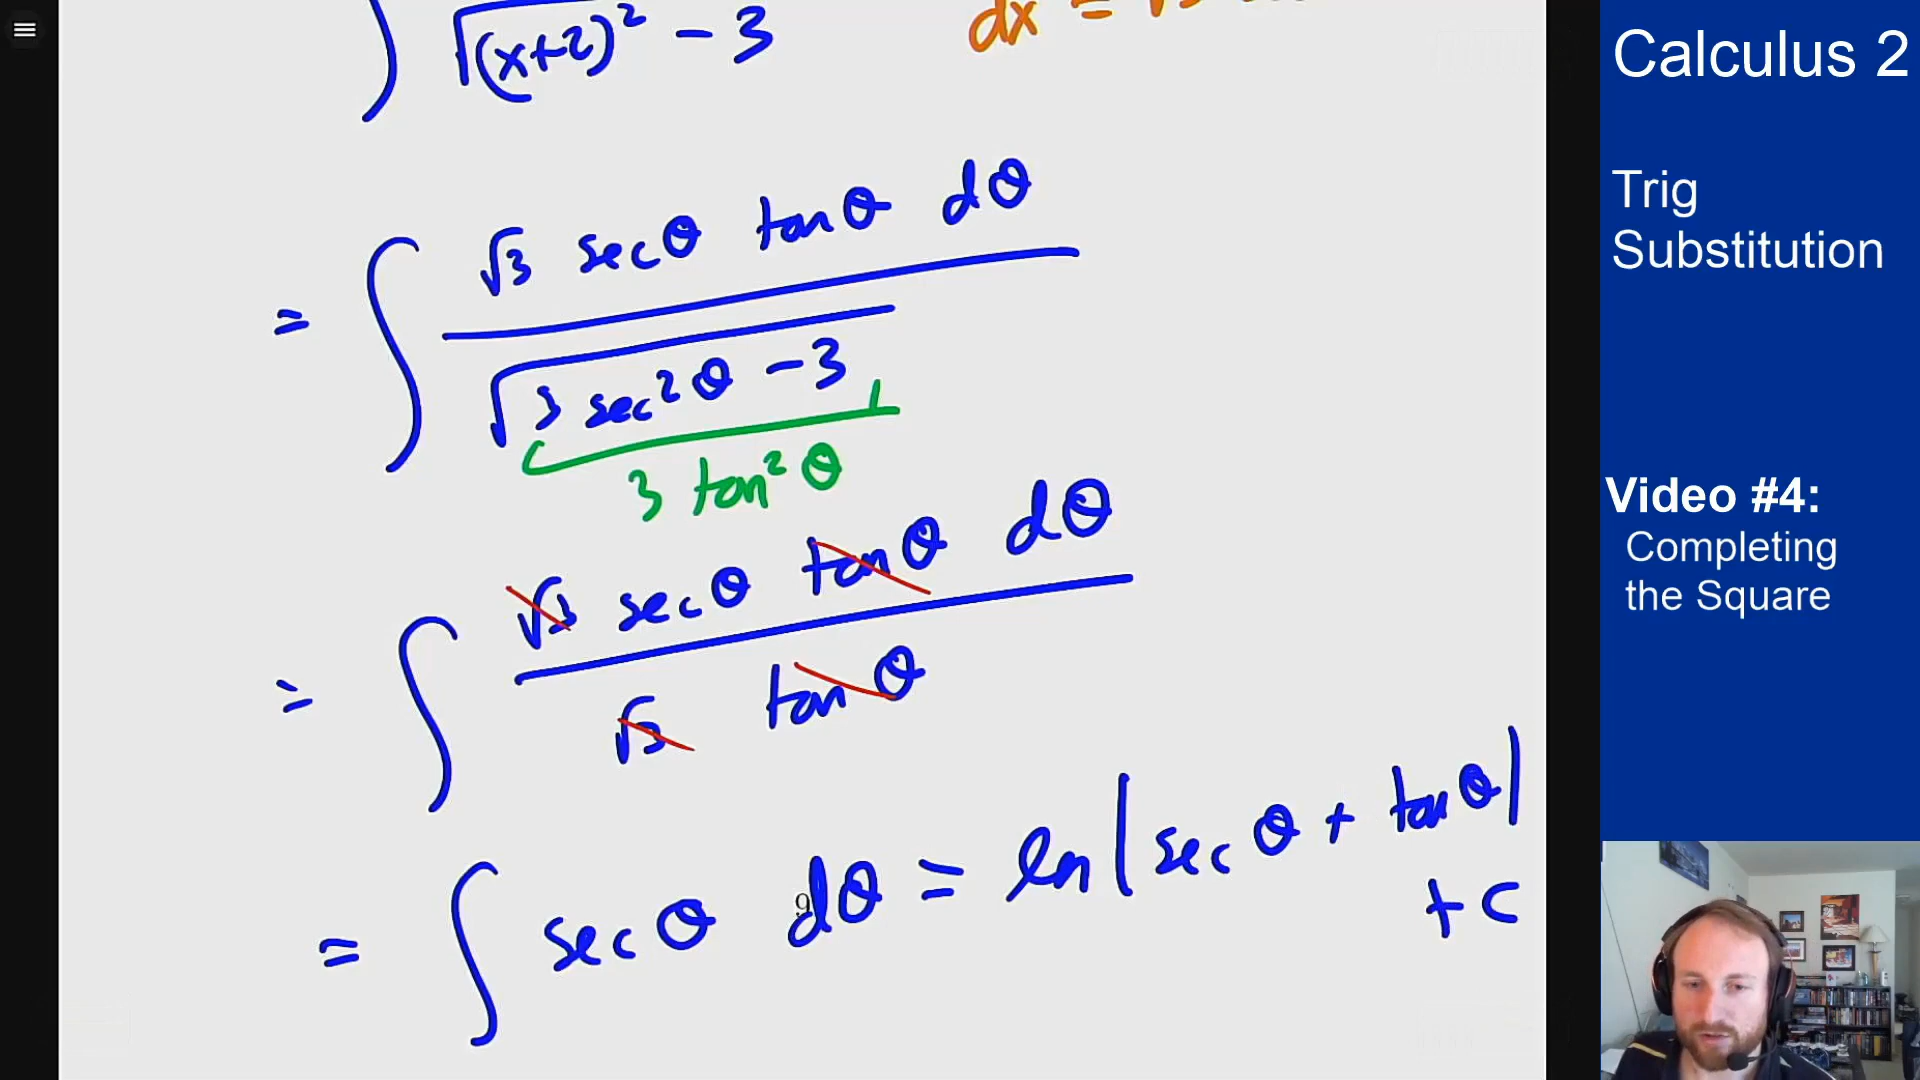 ∫ √((x+2)² − 3)
dx = √3
= ∫ √3 secθ tanθ dθ
√(3 sec²θ − 3)
3 tan²θ
= ∫ √3 secθ tanθ dθ
√3 tanθ
= ∫ secθ dθ = ln|secθ + tanθ|
+ C
9
Calculus 2
Trig
Substitution
Video #4:
Completing
the Square